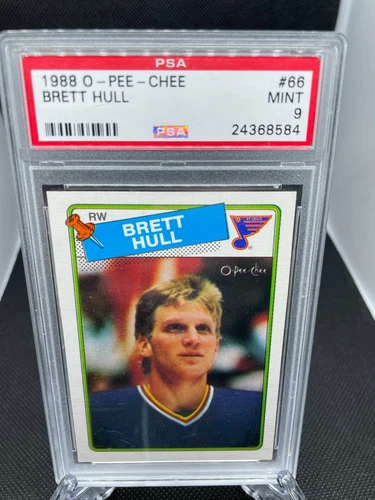 PSA
1988 O-PEE-CHEE #66
BRETT HULL MINT
9
PSA 24368584
RW
BRETT
HULL
O-Pee-Chee